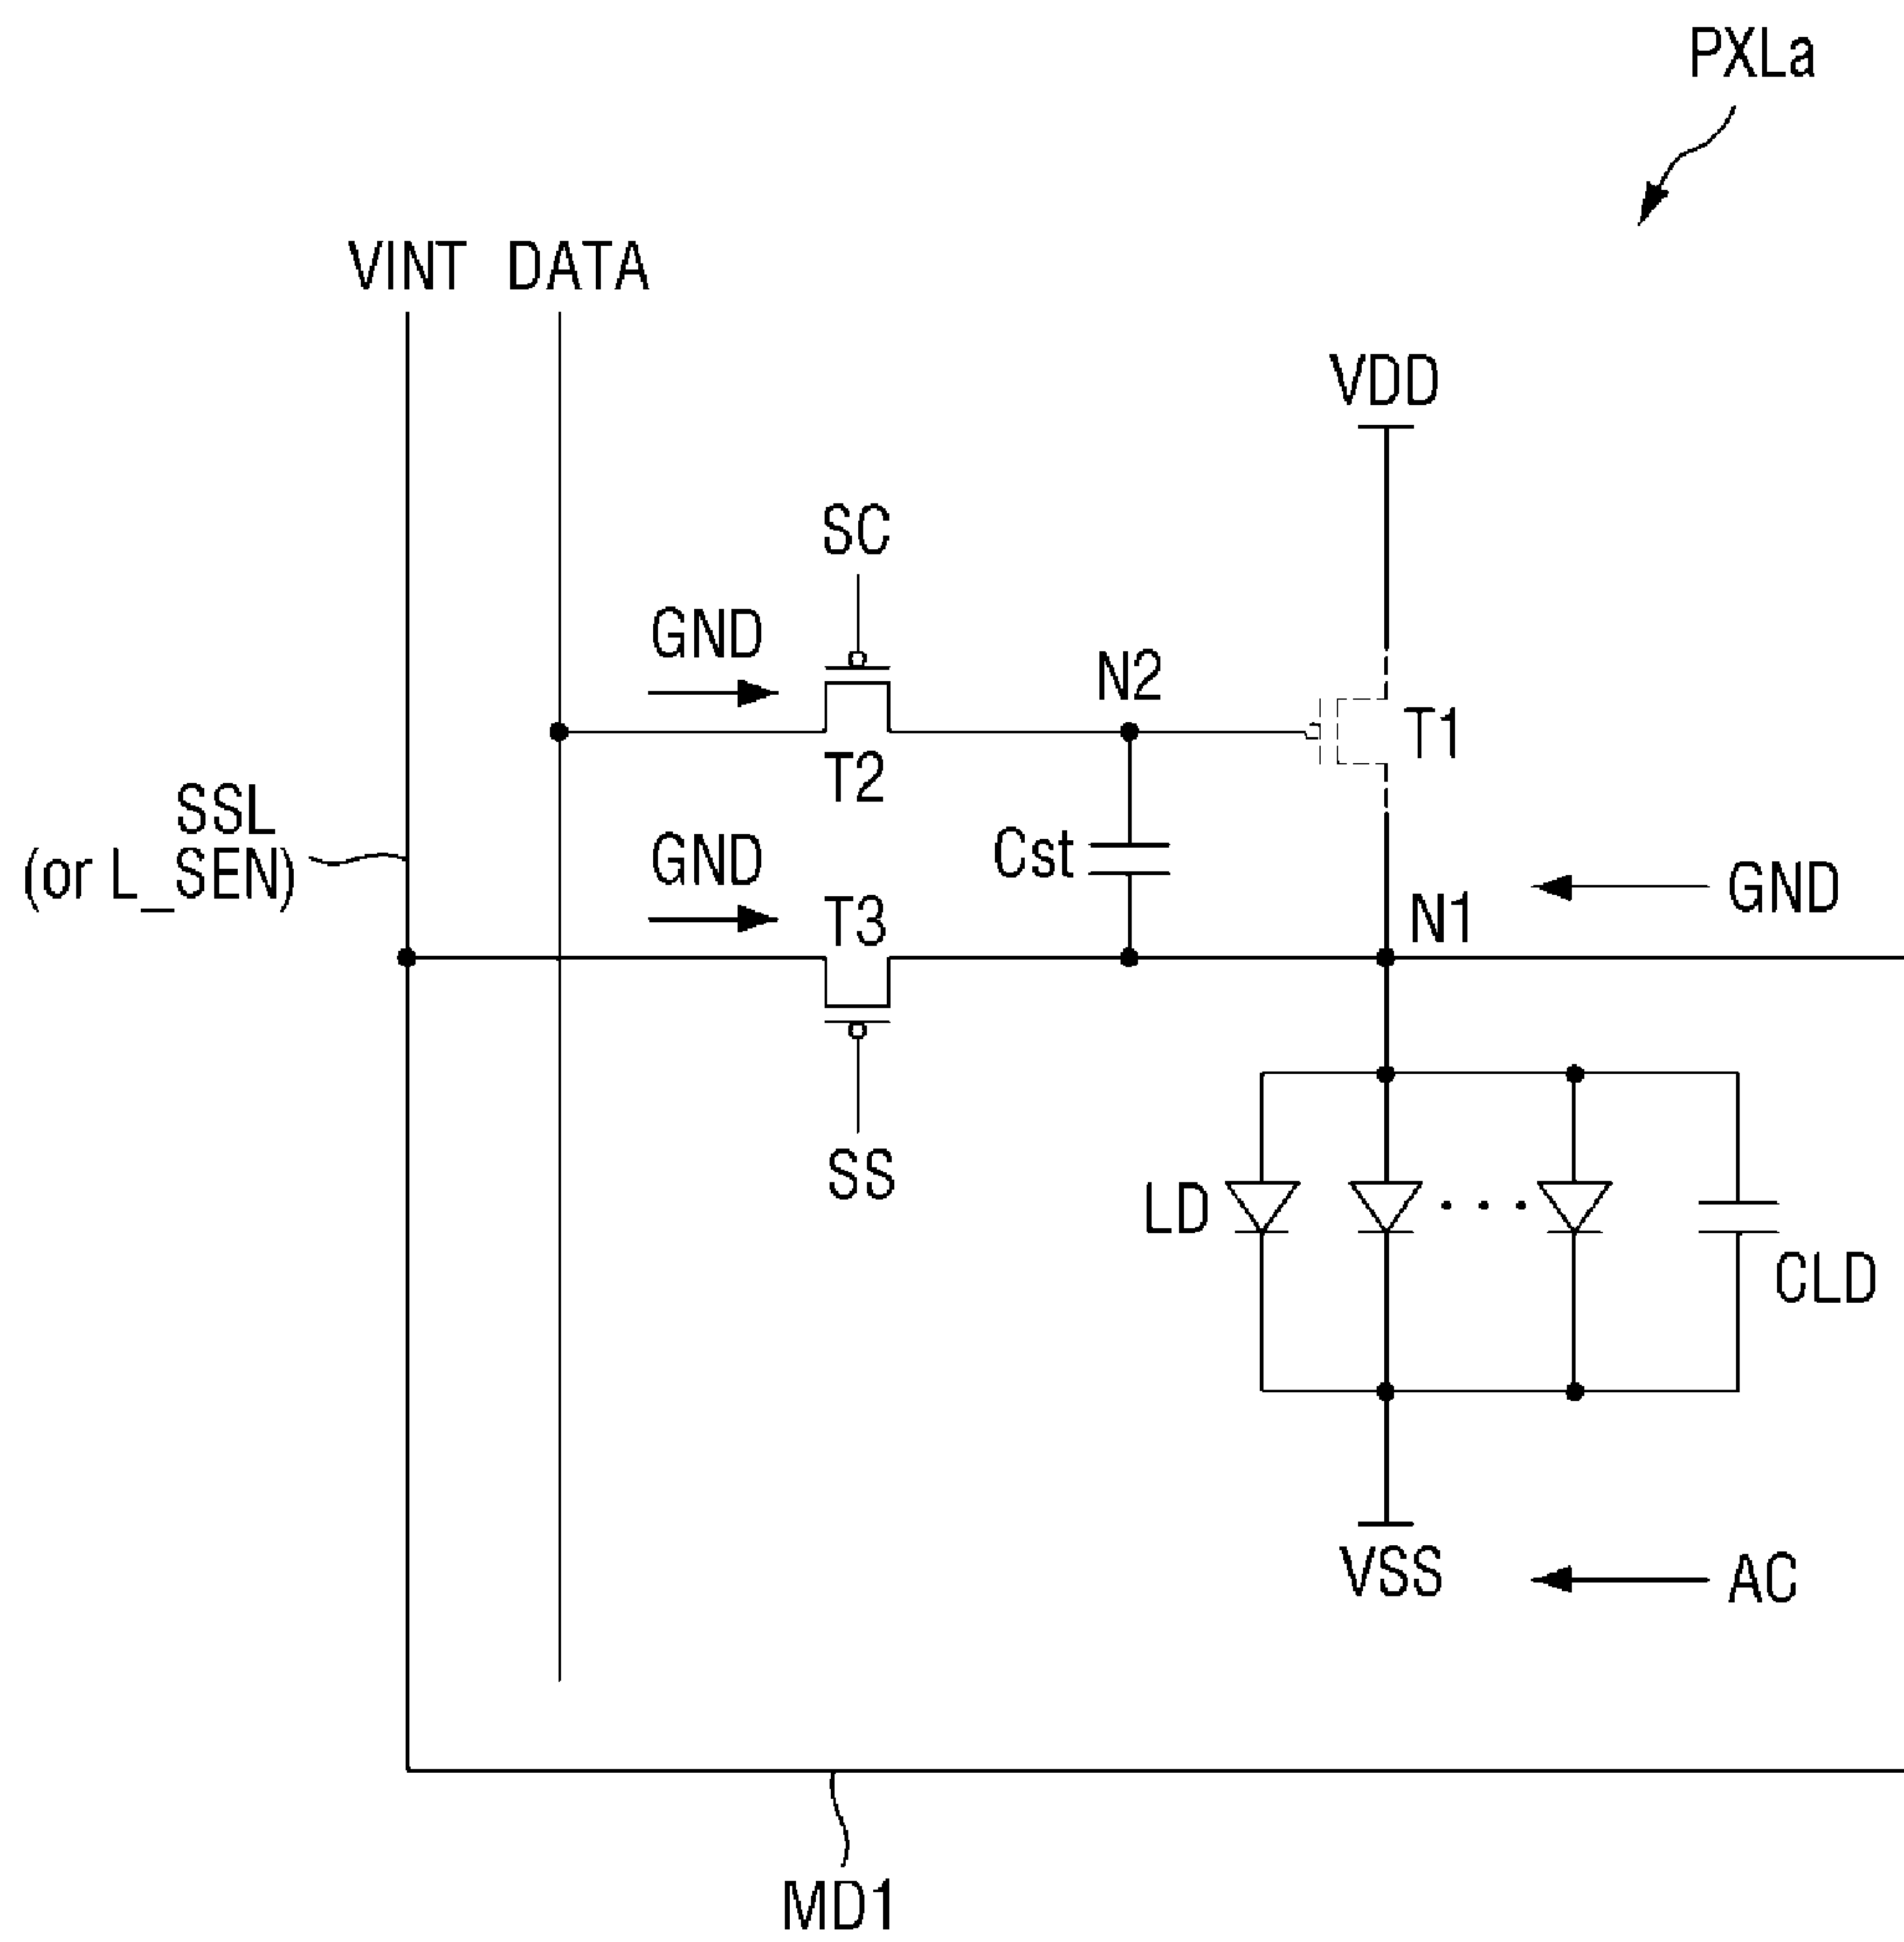 PXLa
VINT DATA
VDD
SC
GND
N2
T1
T2
SSL
(or L_SEN)
GND
Cst
GND
T3
N1
SS
LD
CLD
VSS
AC
MD1